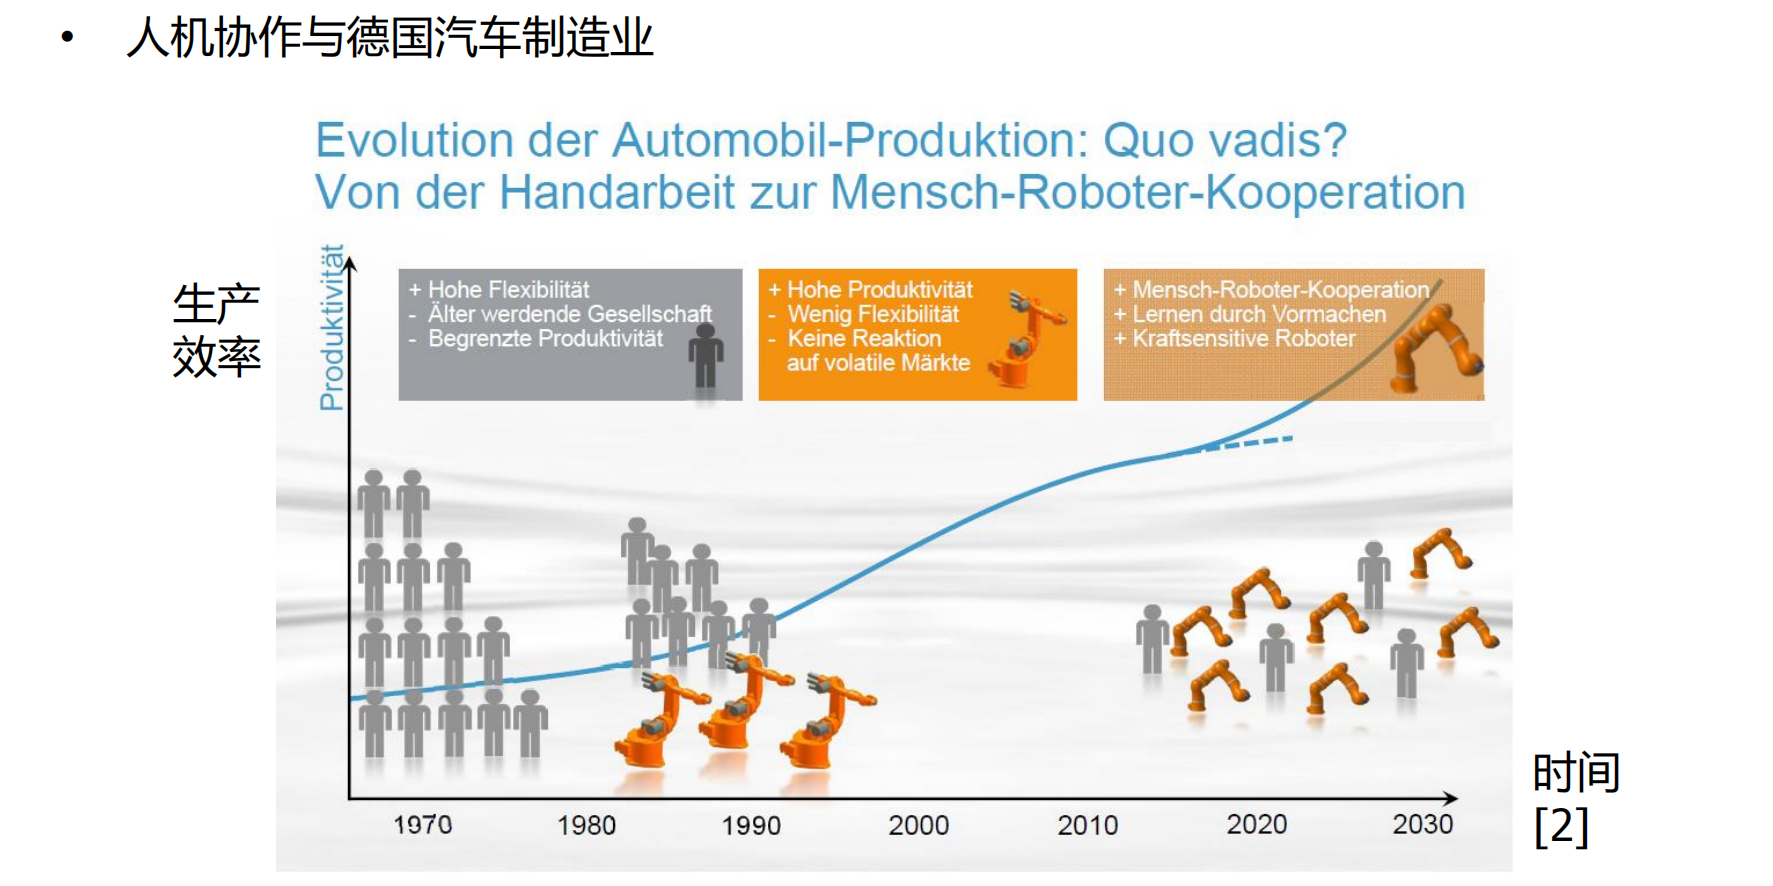 • 人机协作与德国汽车制造业
Evolution der Automobil-Produktion: Quo vadis?
Von der Handarbeit zur Mensch-Roboter-Kooperation
生产
效率
Produktivität
+ Hohe Flexibilität
- Älter werdende Gesellschaft
- Begrenzte Produktivität
+ Hohe Produktivität
- Wenig Flexibilität
- Keine Reaktion
auf volatile Märkte
+ Mensch-Roboter-Kooperation
+ Lernen durch Vormachen
+ Kraftsensitive Roboter
1970 1980 1990 2000 2010 2020 2030
时间
[2]